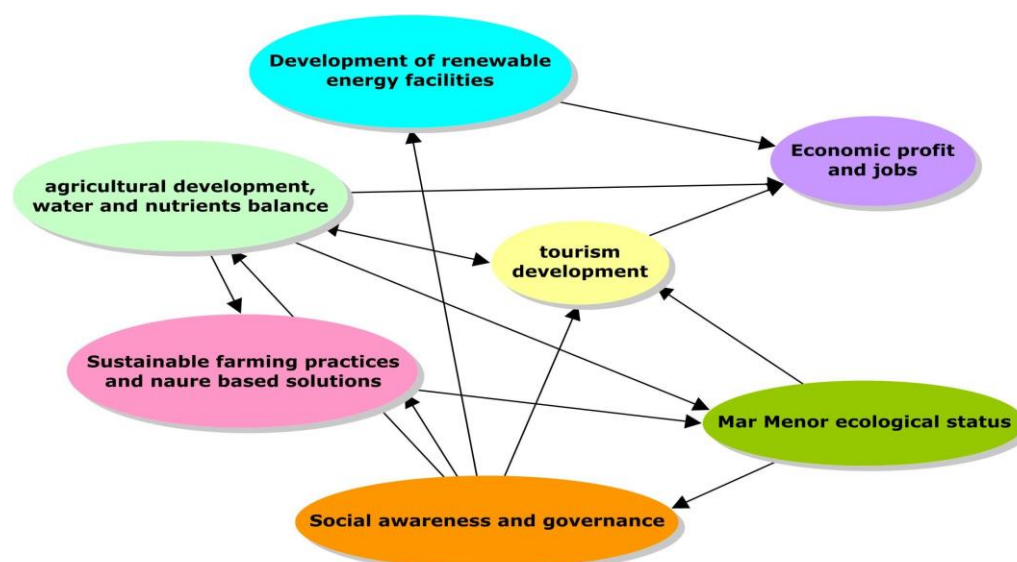 Development of renewable
energy facilities
Economic profit
and jobs
agricultural development,
water and nutrients balance
tourism
development
Sustainable farming practices
and naure based solutions
Mar Menor ecological status
Social awareness and governance